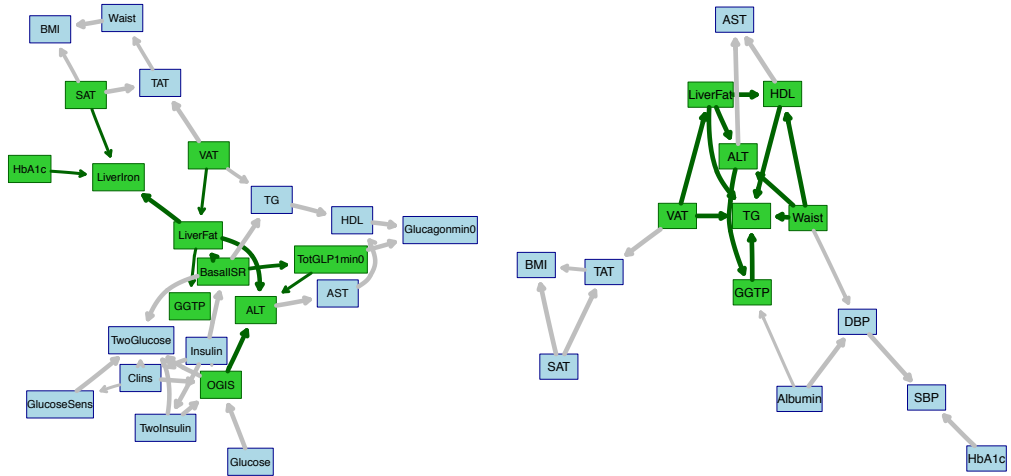 BMI
Waist
SAT
TAT
HbA1c
LiverIron
VAT
TG
HDL
Glucagonmin0
LiverFat
BasalISR
TotGLP1min0
GGTP
ALT
AST
TwoGlucose
Insulin
Clins
OGIS
GlucoseSens
TwoInsulin
Glucose
AST
LiverFat
HDL
ALT
VAT
TG
Waist
BMI
TAT
GGTP
DBP
SAT
Albumin
SBP
HbA1c